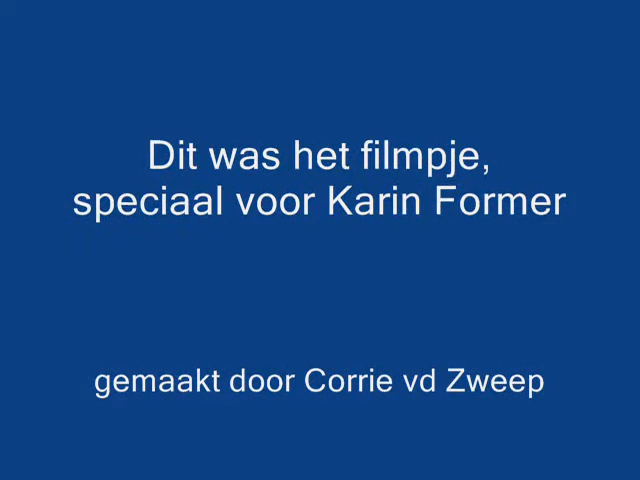 Dit was het filmpje,
speciaal voor Karin Former
gemaakt door Corrie vd Zweep